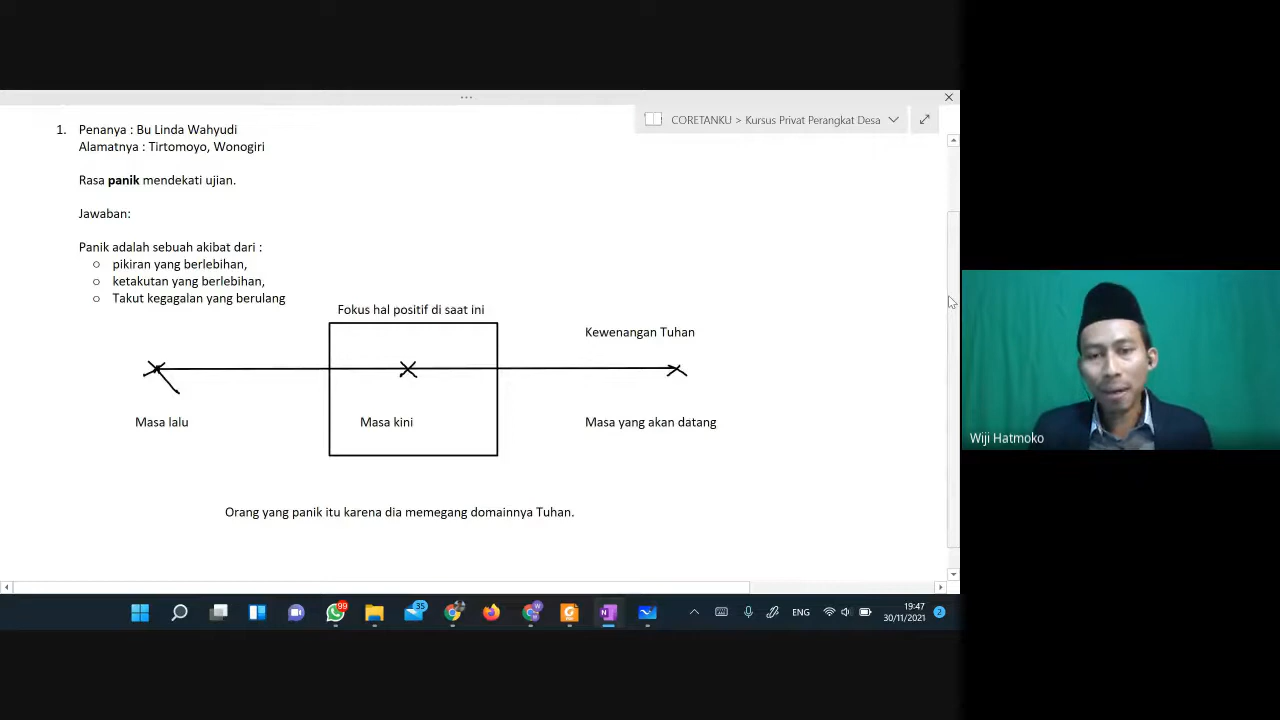 CORETANKU > Kursus Privat Perangkat Desa
1. Penanya : Bu Linda Wahyudi
Alamatnya : Tirtomoyo, Wonogiri
Rasa panik mendekati ujian.
Jawaban:
Panik adalah sebuah akibat dari :
○ pikiran yang berlebihan,
○ ketakutan yang berlebihan,
○ Takut kegagalan yang berulang
Fokus hal positif di saat ini
Kewenangan Tuhan
Masa lalu
Masa kini
Masa yang akan datang
Orang yang panik itu karena dia memegang domainnya Tuhan.
Wiji Hatmoko
99
35
ENG
19:47
30/11/2021
2